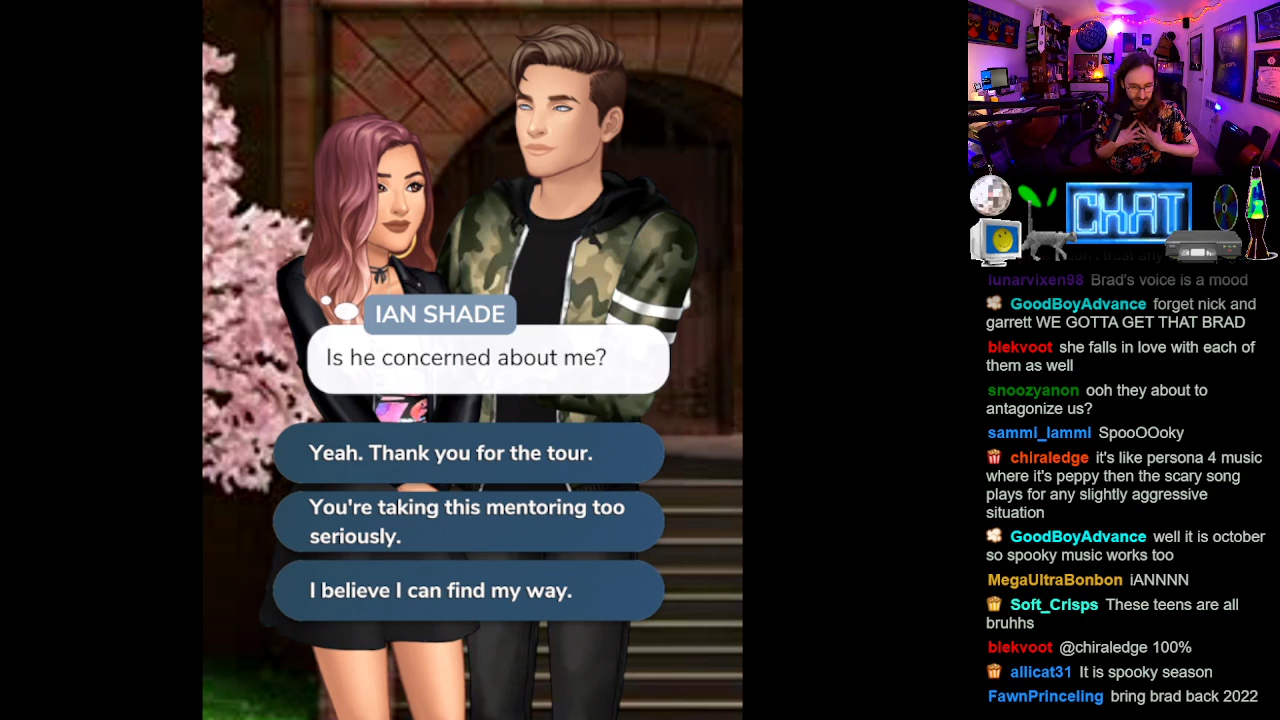 IAN SHADE
Is he concerned about me?
Yeah. Thank you for the tour.
You're taking this mentoring too
seriously.
I believe I can find my way.
CHAT
lunarvixen98 Brad's voice is a mood
GoodBoyAdvance forget nick and
garrett WE GOTTA GET THAT BRAD
blekvoot she falls in love with each of
them as well
snoozyanon ooh they about to
antagonize us?
sammi_lammi SpooOOoky
chiraledge it's like persona 4 music
where it's peppy then the scary song
plays for any slightly aggressive
situation
GoodBoyAdvance well it is october
so spooky music works too
MegaUltraBonbon iANNNN
Soft_Crisps These teens are all
bruhhs
blekvoot @chiraledge 100%
allicat31 It is spooky season
FawnPrinceling bring brad back 2022